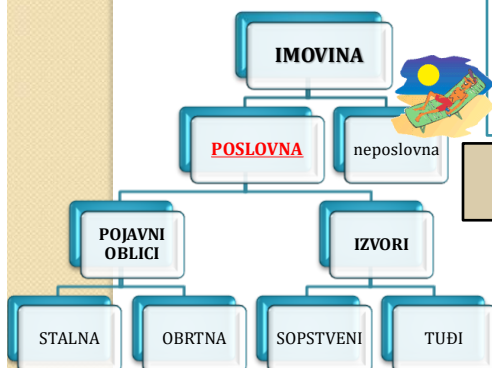 IMOVINA
POSLOVNA
neposlovna
POJAVNI
OBLICI
IZVORI
STALNA
OBRTNA
SOPSTVENI
TUĐI